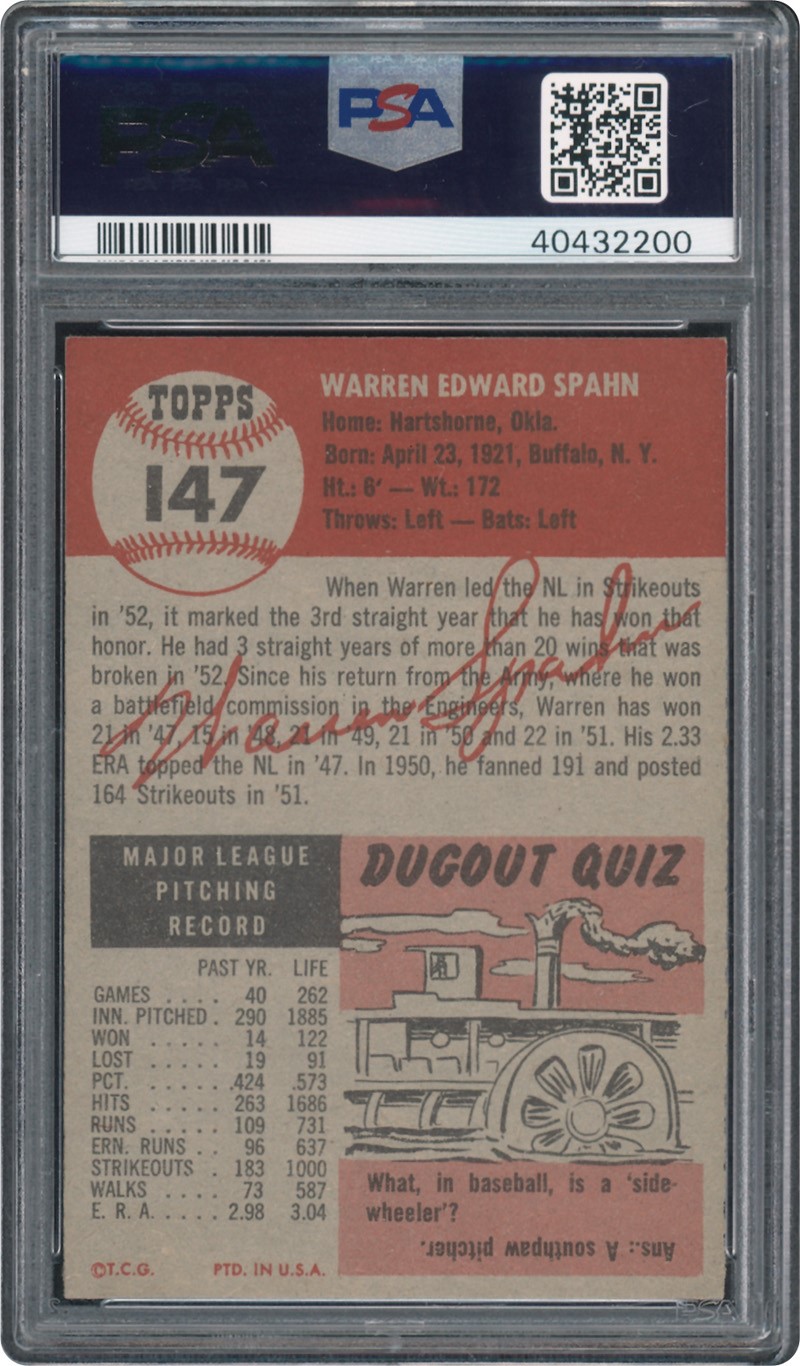 PSA
PSA
40432200
TOPPS
147
WARREN EDWARD SPAHN
Home: Hartshorne, Okla.
Born: April 23, 1921, Buffalo, N. Y.
Ht.: 6' — Wt.: 172
Throws: Left — Bats: Left
When Warren led the NL in Strikeouts
in '52, it marked the 3rd straight year that he has won that
honor. He had 3 straight years of more than 20 wins that was
broken in '52. Since his return from the Army, where he won
a battlefield commission in the Engineers, Warren has won
21 in '47, 15 in '48, 21 in '49, 21 in '50 and 22 in '51. His 2.33
ERA topped the NL in '47. In 1950, he fanned 191 and posted
164 Strikeouts in '51.
Warren Spahn
MAJOR LEAGUE
PITCHING
RECORD
PAST YR. LIFE
GAMES .... 40 262
INN. PITCHED . 290 1885
WON ..... 14 122
LOST ..... 19 91
PCT. ...... .424 .573
HITS ..... 263 1686
RUNS ..... 109 731
ERN. RUNS .. 96 637
STRIKEOUTS . 183 1000
WALKS .... 73 587
E. R. A. .... 2.98 3.04
©T.C.G. PTD. IN U.S.A.
DUGOUT QUIZ
What, in baseball, is a 'side-
wheeler'?
Ans.: A southpaw pitcher.
PSA